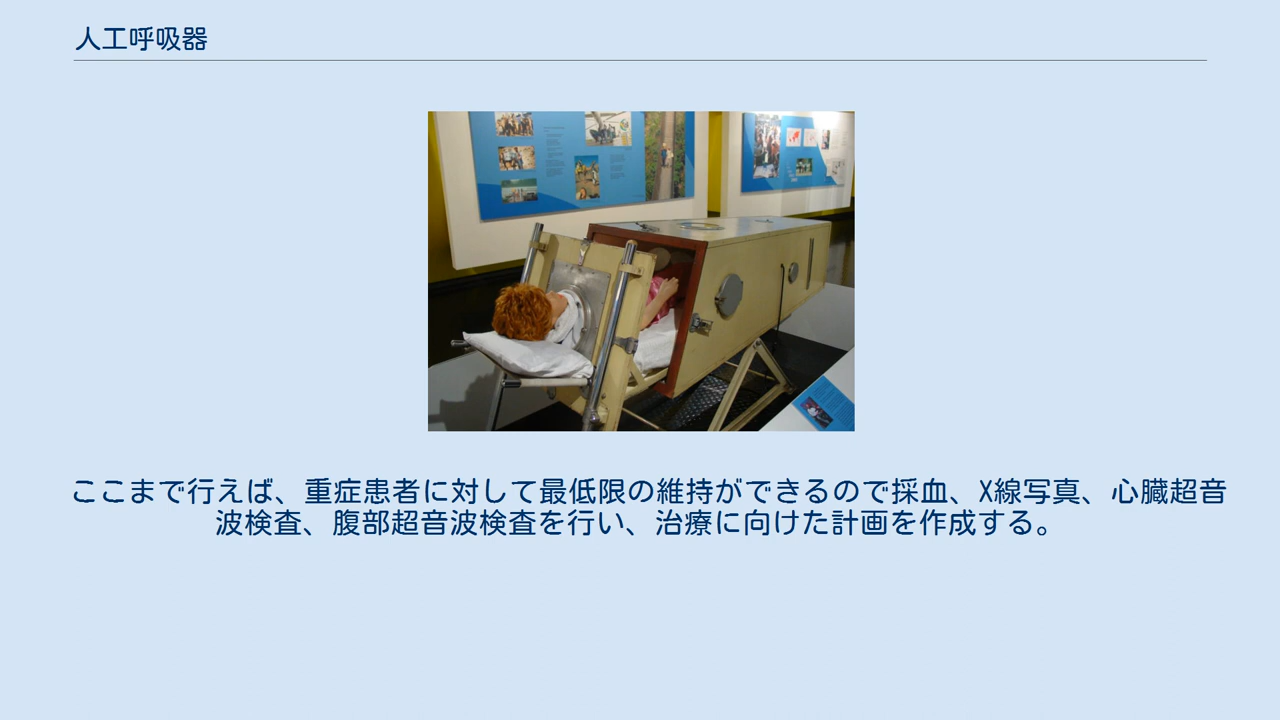 人工呼吸器
ここまで行えば、重症患者に対して最低限の維持ができるので採血、X線写真、心臓超音
波検査、腹部超音波検査を行い、治療に向けた計画を作成する。